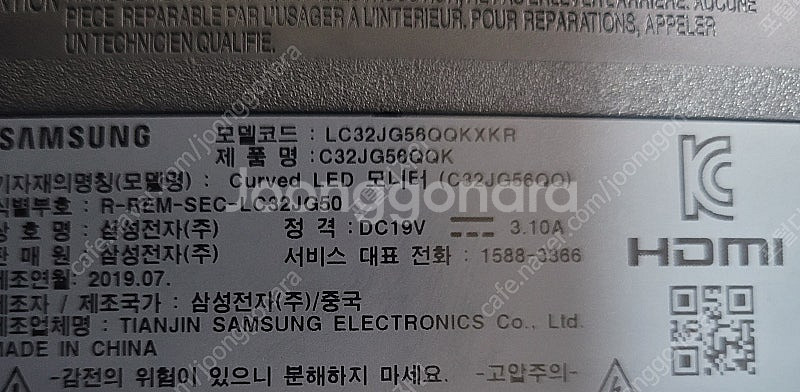 PIECE REPARABLE PAR L'USAGER A L'INTERIEUR. POUR REPARATIONS, APPELER
UN TECHNICIEN QUALIFIE.
SAMSUNG
모델코드 : LC32JG56QQKXKR
제 품 명 :C32JG56QQK
기자재의명칭(모델명) : Curved LED 모니터 (C32JG56QQ)
식별부호 : R-REM-SEC-LC32JG50
상 호 명 : 삼성전자(주) 정 격 :DC19V 3.10A
판 매 원 : 삼성전자(주) 서비스 대표 전화 : 1588-3366
제조연월: 2019.07.
제조자 / 제조국가 : 삼성전자(주)/중국
제조업체명 : TIANJIN SAMSUNG ELECTRONICS Co., Ltd.
MADE IN CHINA
-감전의 위험이 있으니 분해하지 마세요. -고압주의-
HDMI
Joonggonara
cafe.naver.com/joonggonara